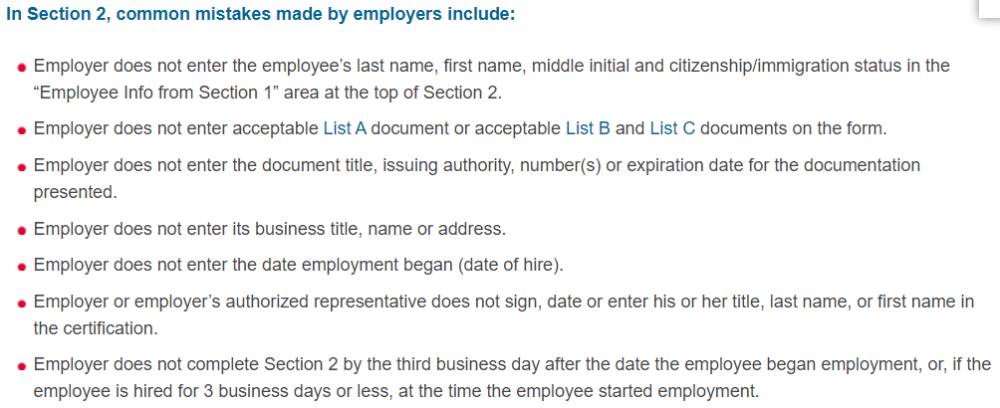 In Section 2, common mistakes made by employers include:
Employer does not enter the employee’s last name, first name, middle initial and citizenship/immigration status in the
“Employee Info from Section 1” area at the top of Section 2.
Employer does not enter acceptable List A document or acceptable List B and List C documents on the form.
Employer does not enter the document title, issuing authority, number(s) or expiration date for the documentation
presented.
Employer does not enter its business title, name or address.
Employer does not enter the date employment began (date of hire).
Employer or employer’s authorized representative does not sign, date or enter his or her title, last name, or first name in
the certification.
Employer does not complete Section 2 by the third business day after the date the employee began employment, or, if the
employee is hired for 3 business days or less, at the time the employee started employment.